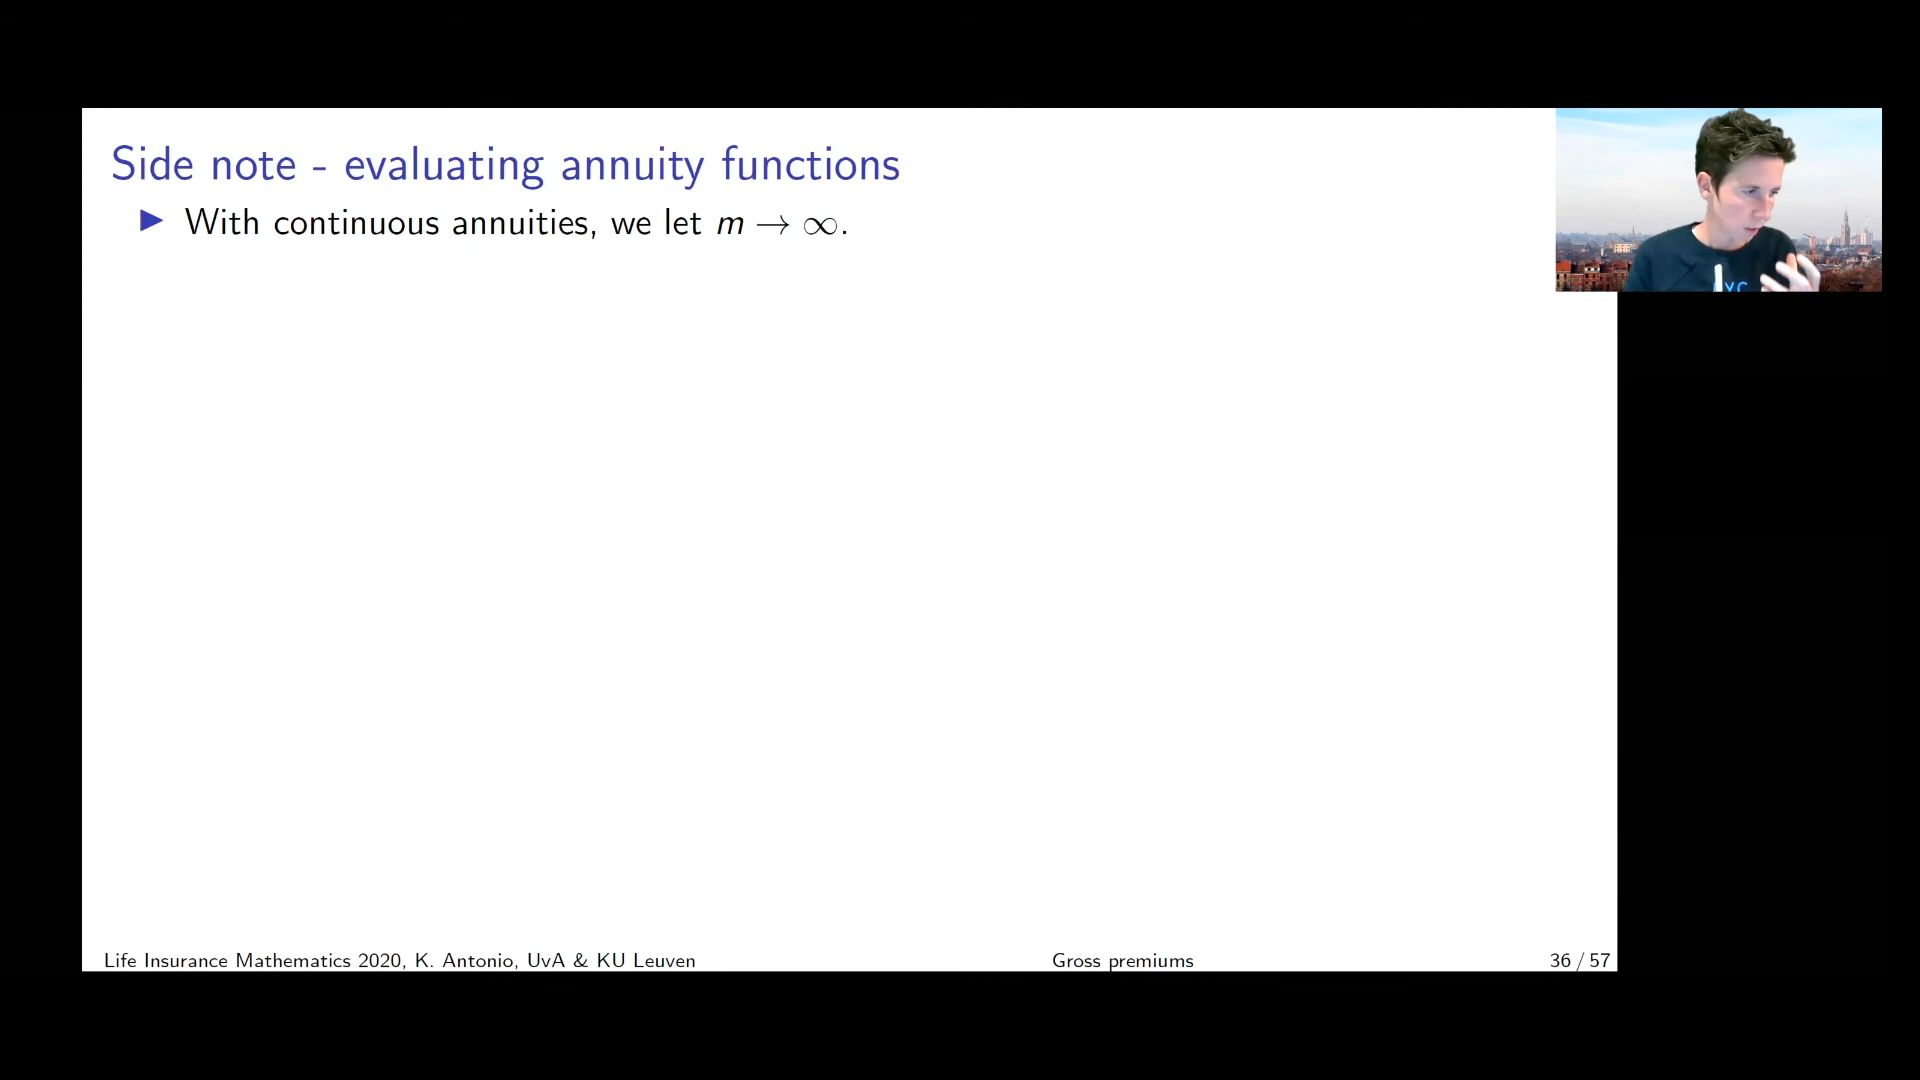 Side note - evaluating annuity functions
▶ With continuous annuities, we let m → ∞.
YC
Life Insurance Mathematics 2020, K. Antonio, UvA & KU Leuven Gross premiums 36 / 57